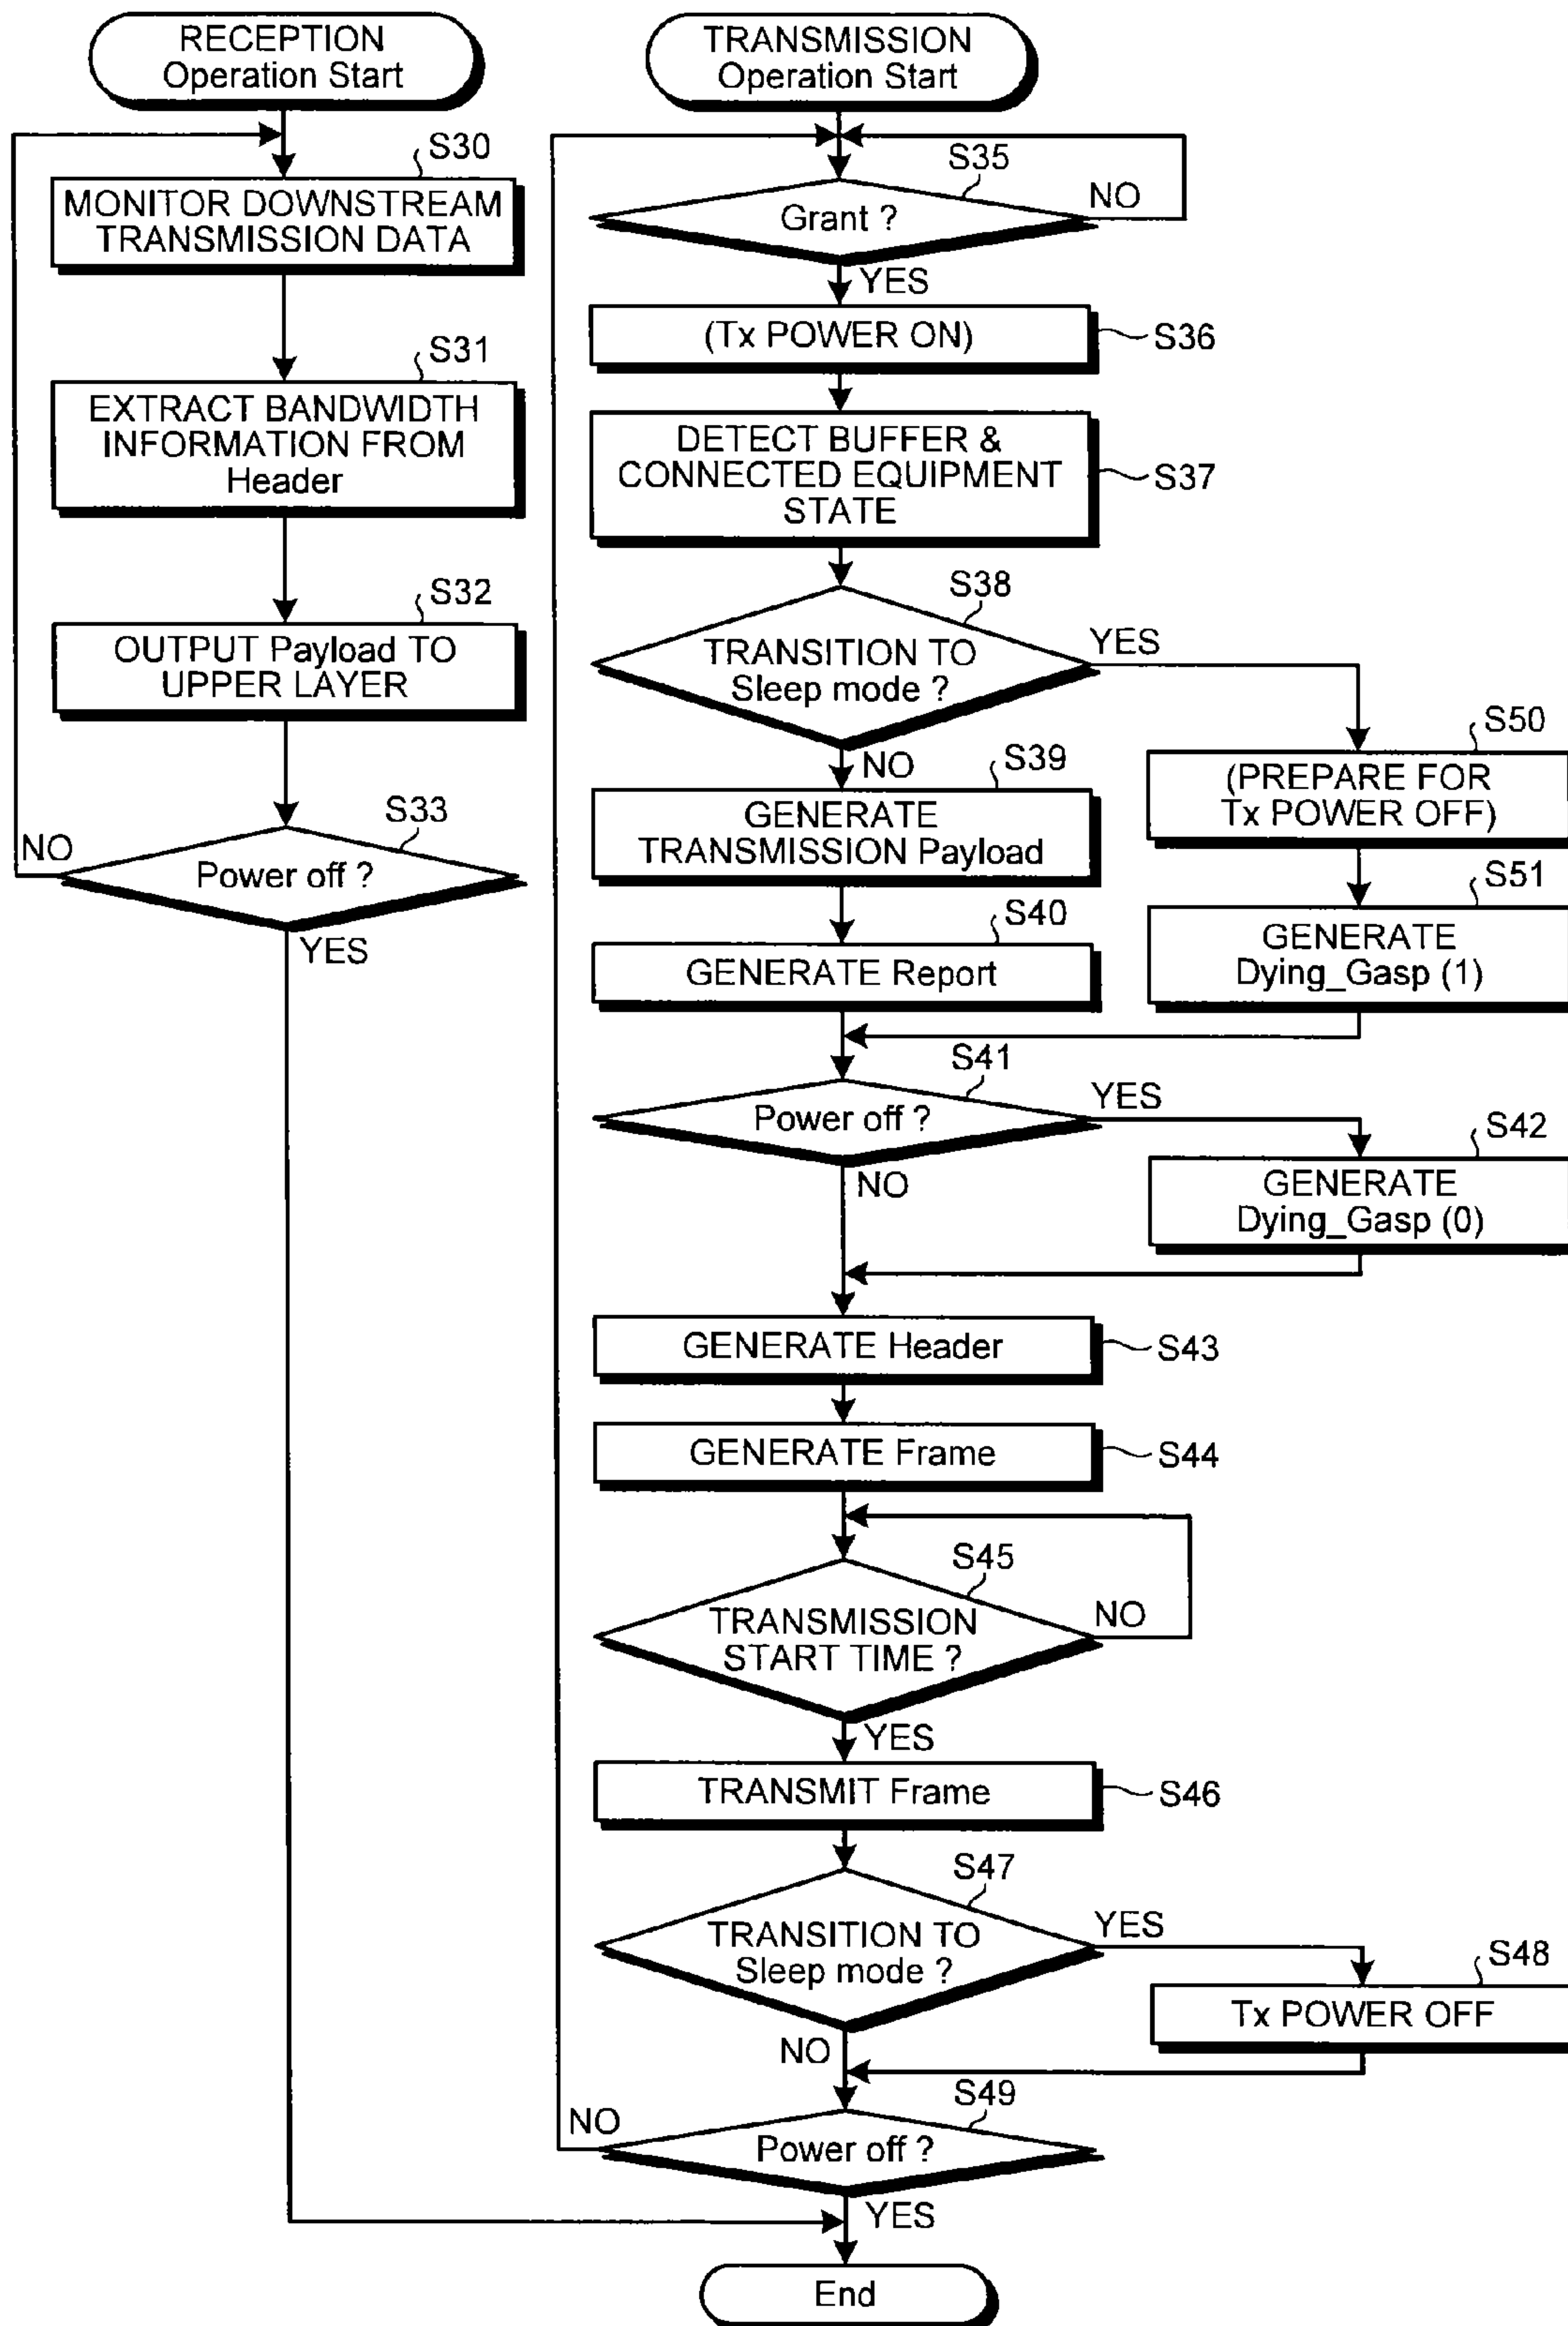 RECEPTION
Operation Start
S30
MONITOR DOWNSTREAM
TRANSMISSION DATA
S31
EXTRACT BANDWIDTH
INFORMATION FROM
Header
S32
OUTPUT Payload TO
UPPER LAYER
S33
NO
Power off ?
YES
TRANSMISSION
Operation Start
S35
Grant ?
NO
YES
(Tx POWER ON)
S36
DETECT BUFFER &
CONNECTED EQUIPMENT
STATE
S37
S38
TRANSITION TO
Sleep mode ?
YES
NO
S39
GENERATE
TRANSMISSION Payload
S40
GENERATE Report
S50
(PREPARE FOR
Tx POWER OFF)
S51
GENERATE
Dying_Gasp (1)
S41
Power off ?
YES
NO
S42
GENERATE
Dying_Gasp (0)
GENERATE Header
S43
GENERATE Frame
S44
S45
TRANSMISSION
START TIME ?
NO
YES
TRANSMIT Frame
S46
S47
TRANSITION TO
Sleep mode ?
YES
NO
S48
Tx POWER OFF
S49
NO
Power off ?
YES
End